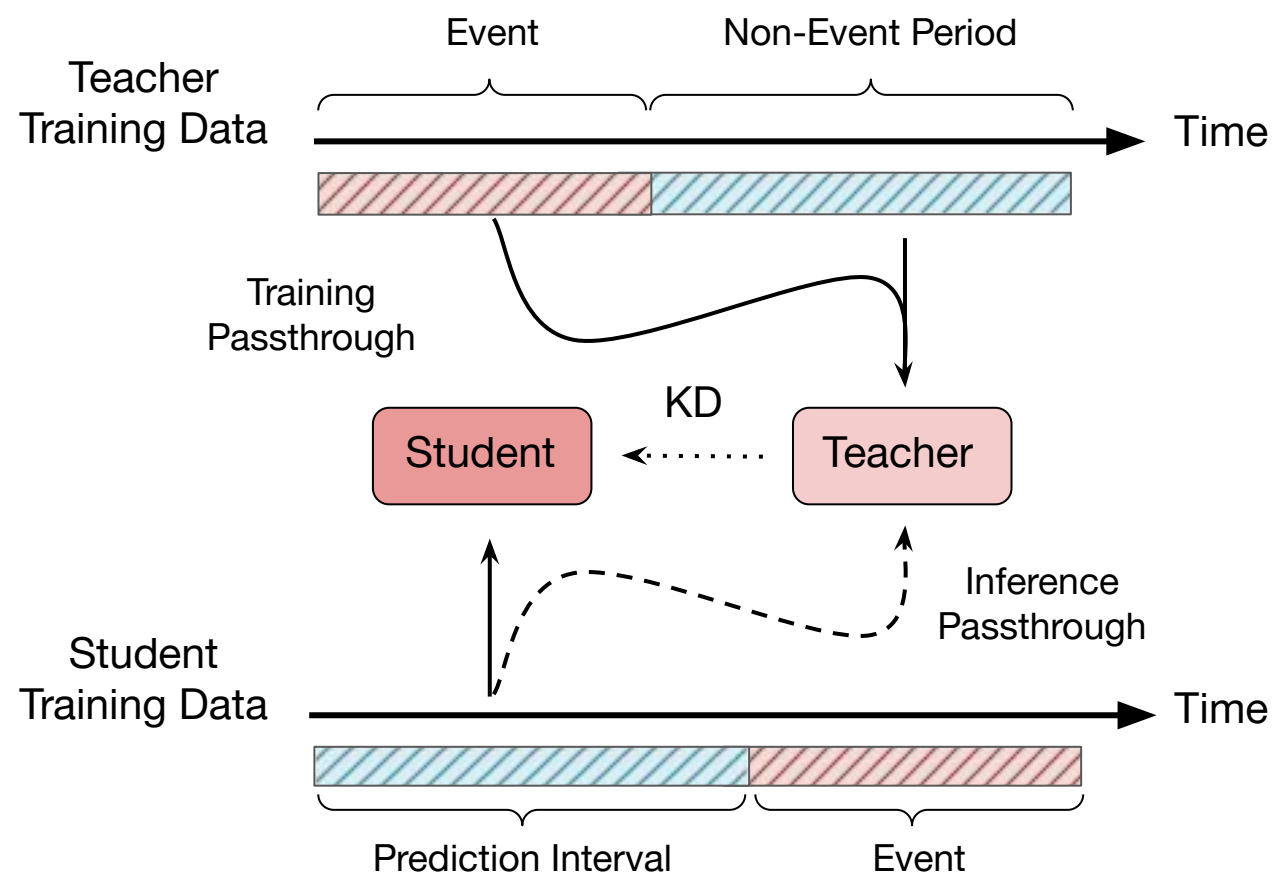 Event
Non-Event Period
Teacher
Training Data
Time
Training
Passthrough
KD
Student
Teacher
Inference
Passthrough
Student
Training Data
Time
Prediction Interval
Event